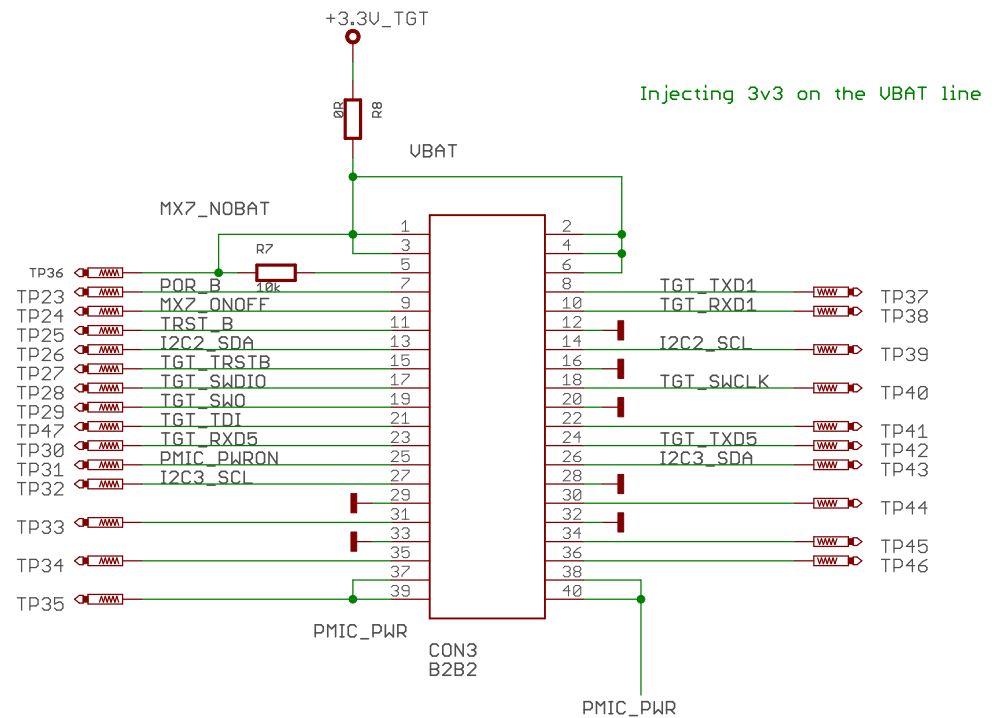 +3.3V_TGT
0R
R8
Injecting 3v3 on the VBAT line
VBAT
MX7_NOBAT
1
2
R7
3
4
TP36
10k
5
6
TP23
POR_B
7
8
TGT_TXD1
TP37
TP24
MX7_ONOFF
9
10
TGT_RXD1
TP38
TP25
TRST_B
11
12
TP26
I2C2_SDA
13
14
I2C2_SCL
TP39
TP27
TGT_TRSTB
15
16
TP28
TGT_SWDIO
17
18
TGT_SWCLK
TP40
TP29
TGT_SWO
19
20
TP47
TGT_TDI
21
22
TP41
TP30
TGT_RXD5
23
24
TGT_TXD5
TP42
TP31
PMIC_PWRON
25
26
I2C3_SDA
TP43
TP32
I2C3_SCL
27
28
29
30
TP44
TP33
31
32
33
34
TP45
TP34
35
36
TP46
37
38
TP35
39
40
PMIC_PWR
CON3
B2B2
PMIC_PWR